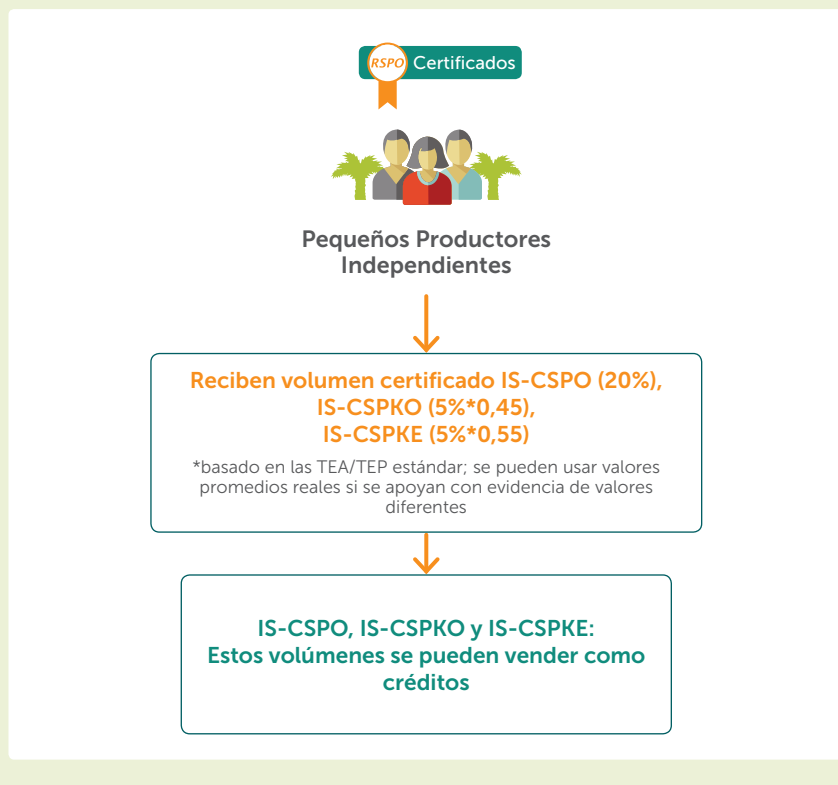 RSPO Certificados
Pequeños Productores
Independientes
Reciben volumen certificado IS-CSPO (20%),
IS-CSPKO (5%*0,45),
IS-CSPKE (5%*0,55)
*basado en las TEA/TEP estándar; se pueden usar valores
promedios reales si se apoyan con evidencia de valores
diferentes
IS-CSPO, IS-CSPKO y IS-CSPKE:
Estos volúmenes se pueden vender como
créditos